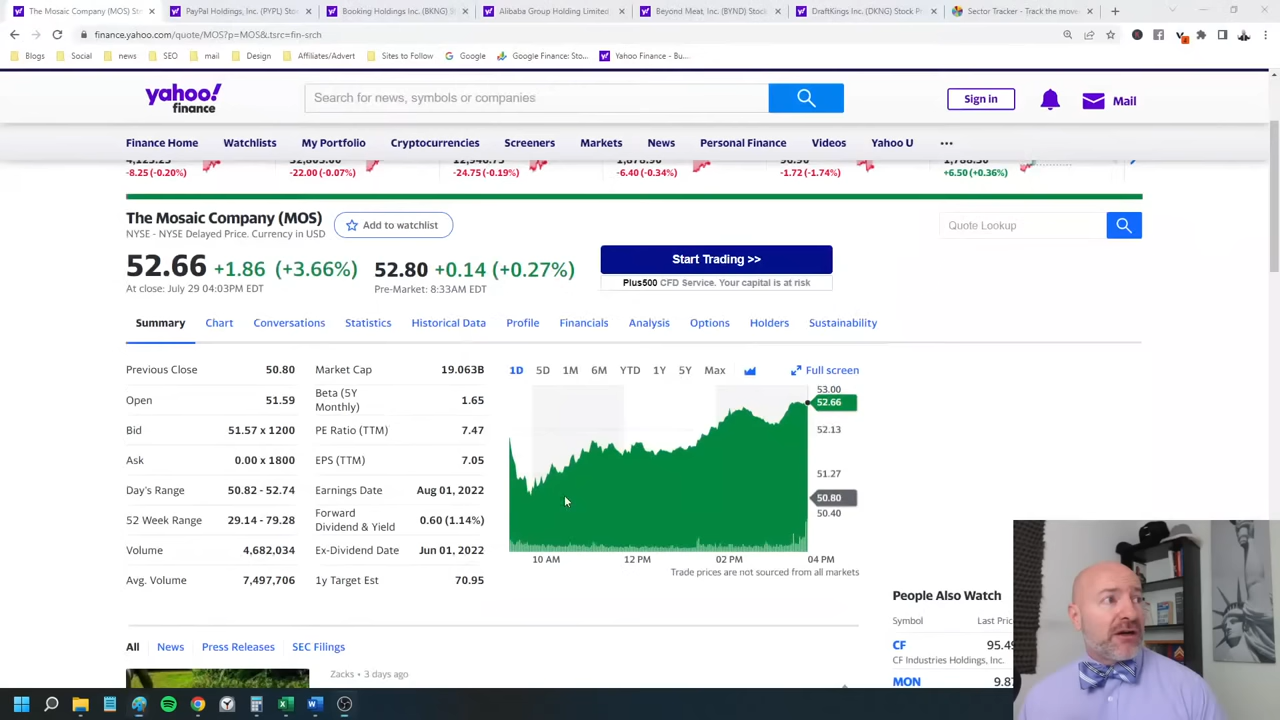 The Mosaic Company (MOS) St
PayPal Holdings, Inc. (PYPL) Sto
Booking Holdings Inc. (BKNG) S
Alibaba Group Holding Limited
Beyond Meat, Inc. (BYND) Stoc
DraftKings Inc. (DKNG) Stock P
Sector Tracker - Track the mov
finance.yahoo.com/quote/MOS?p=MOS&.tsrc=fin-srch
Blogs Social news SEO mail Design Affiliates/Advert Sites to Follow Google Google Finance: Stoc... Yahoo Finance - Bu...
yahoo!
finance
Search for news, symbols or companies
Sign in
Mail
Finance Home Watchlists My Portfolio Cryptocurrencies Screeners Markets News Personal Finance Videos Yahoo U ...
-8.25 (-0.20%) -22.00 (-0.07%) -24.75 (-0.19%) -6.40 (-0.34%) -1.72 (-1.74%) +6.50 (+0.36%)
The Mosaic Company (MOS)
Add to watchlist
NYSE - NYSE Delayed Price. Currency in USD
Quote Lookup
52.66 +1.86 (+3.66%) 52.80 +0.14 (+0.27%)
At close: July 29 04:03PM EDT
Pre-Market: 8:33AM EDT
Start Trading >>
Plus500 CFD Service. Your capital is at risk
Summary Chart Conversations Statistics Historical Data Profile Financials Analysis Options Holders Sustainability
Previous Close 50.80
Open 51.59
Bid 51.57 x 1200
Ask 0.00 x 1800
Day's Range 50.82 - 52.74
52 Week Range 29.14 - 79.28
Volume 4,682,034
Avg. Volume 7,497,706
Market Cap 19.063B
Beta (5Y
Monthly) 1.65
PE Ratio (TTM) 7.47
EPS (TTM) 7.05
Earnings Date Aug 01, 2022
Forward
Dividend & Yield 0.60 (1.14%)
Ex-Dividend Date Jun 01, 2022
1y Target Est 70.95
1D 5D 1M 6M YTD 1Y 5Y Max
Full screen
53.00
52.66
52.13
51.27
50.80
50.40
10 AM 12 PM 02 PM 04 PM
Trade prices are not sourced from all markets
People Also Watch
Symbol Last Pric
CF 95.49
CF Industries Holdings, Inc.
MON 9.87
All News Press Releases SEC Filings
Zacks • 3 days ago